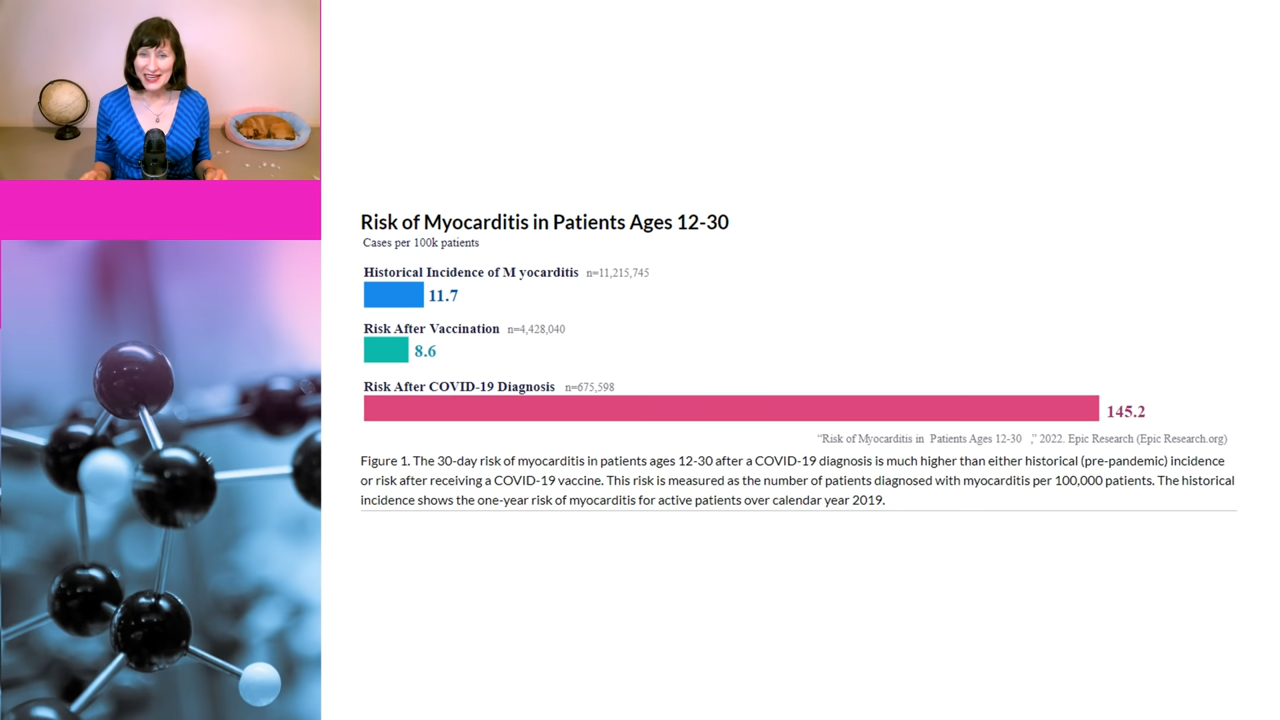 Risk of Myocarditis in Patients Ages 12-30
Cases per 100k patients
Historical Incidence of M yocarditis n=11,215,745
11.7
Risk After Vaccination n=4,428,040
8.6
Risk After COVID-19 Diagnosis n=675,598
145.2
“Risk of Myocarditis in Patients Ages 12-30 ,” 2022. Epic Research (Epic Research.org)
Figure 1. The 30-day risk of myocarditis in patients ages 12-30 after a COVID-19 diagnosis is much higher than either historical (pre-pandemic) incidence
or risk after receiving a COVID-19 vaccine. This risk is measured as the number of patients diagnosed with myocarditis per 100,000 patients. The historical
incidence shows the one-year risk of myocarditis for active patients over calendar year 2019.